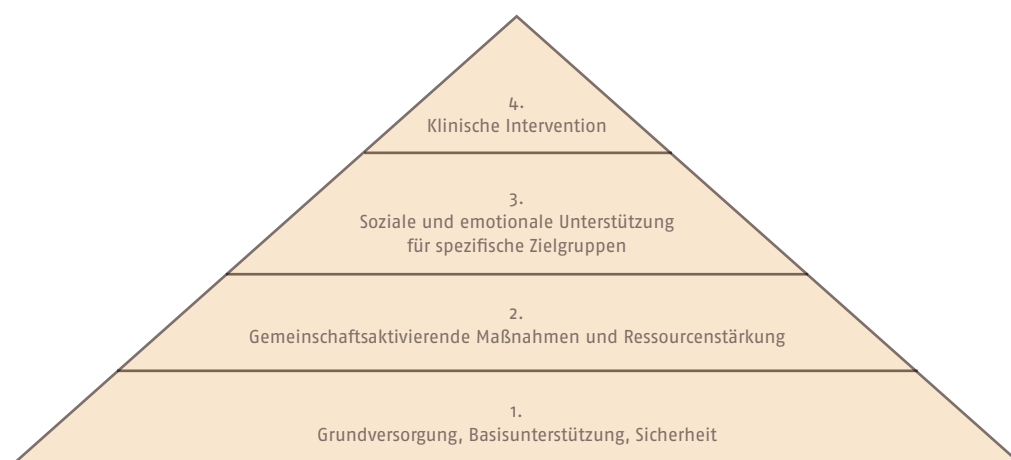 4.
Klinische Intervention
3.
Soziale und emotionale Unterstützung
für spezifische Zielgruppen
2.
Gemeinschaftsaktivierende Maßnahmen und Ressourcenstärkung
1.
Grundversorgung, Basisunterstützung, Sicherheit